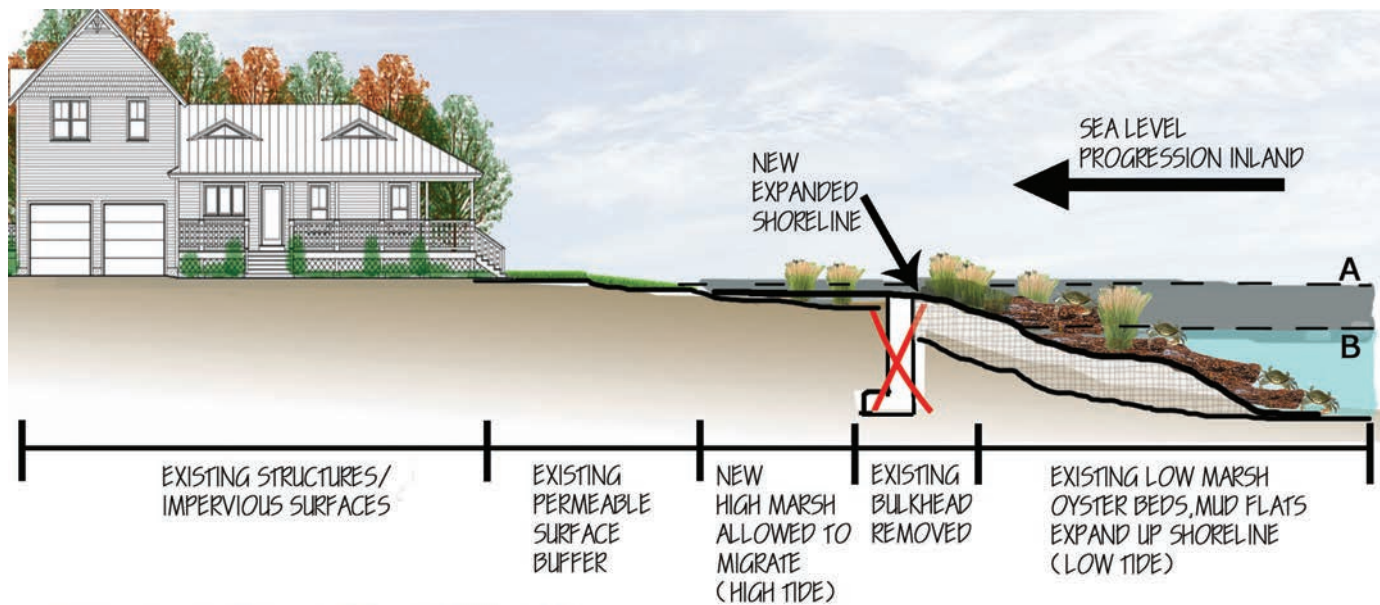 SEA LEVEL
PROGRESSION INLAND
NEW
EXPANDED
SHORELINE
A
B
EXISTING STRUCTURES/
IMPERVIOUS SURFACES
EXISTING
PERMEABLE
SURFACE
BUFFER
NEW
HIGH MARSH
ALLOWED TO
MIGRATE
(HIGH TIDE)
EXISTING
BULKHEAD
REMOVED
EXISTING LOW MARSH
OYSTER BEDS, MUD FLATS
EXPAND UP SHORELINE
(LOW TIDE)